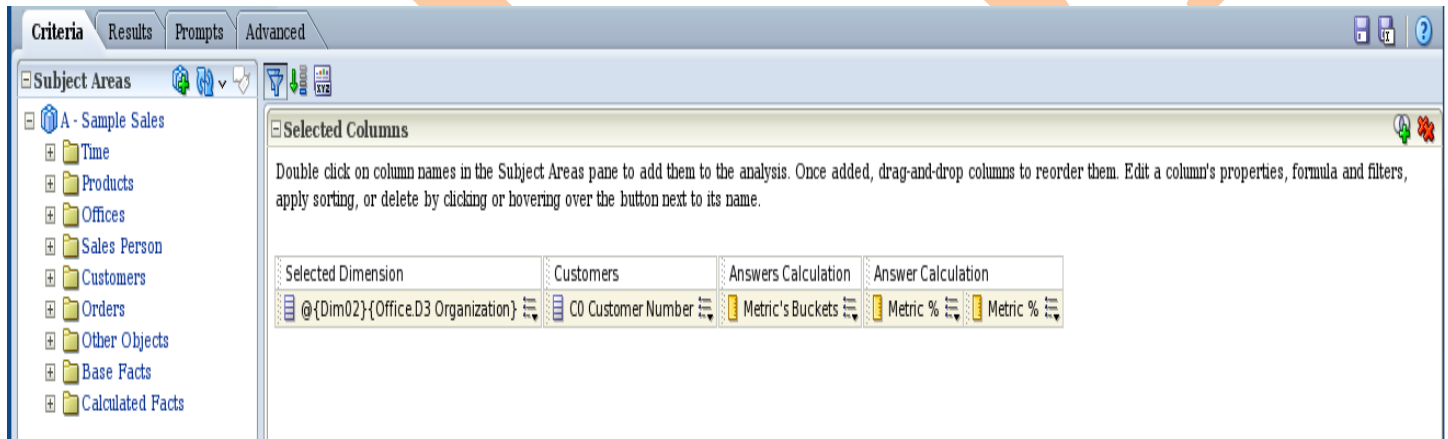 Criteria Results Prompts Advanced
Subject Areas
A - Sample Sales
Time
Products
Offices
Sales Person
Customers
Orders
Other Objects
Base Facts
Calculated Facts
xyz
Selected Columns
Double click on column names in the Subject Areas pane to add them to the analysis. Once added, drag-and-drop columns to reorder them. Edit a column's properties, formula and filters,
apply sorting, or delete by clicking or hovering over the button next to its name.
Selected Dimension Customers Answers Calculation Answer Calculation
@{Dim02}{Office.D3 Organization} C0 Customer Number Metric's Buckets Metric % Metric %